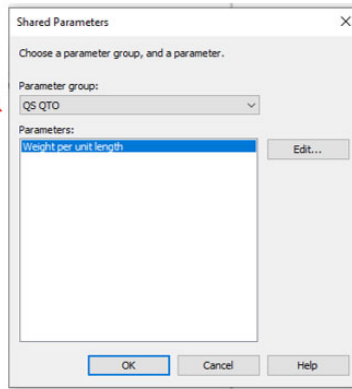 Shared Parameters
Choose a parameter group, and a parameter.
Parameter group:
QS QTO
Parameters:
Weight per unit length
Edit...
OK
Cancel
Help